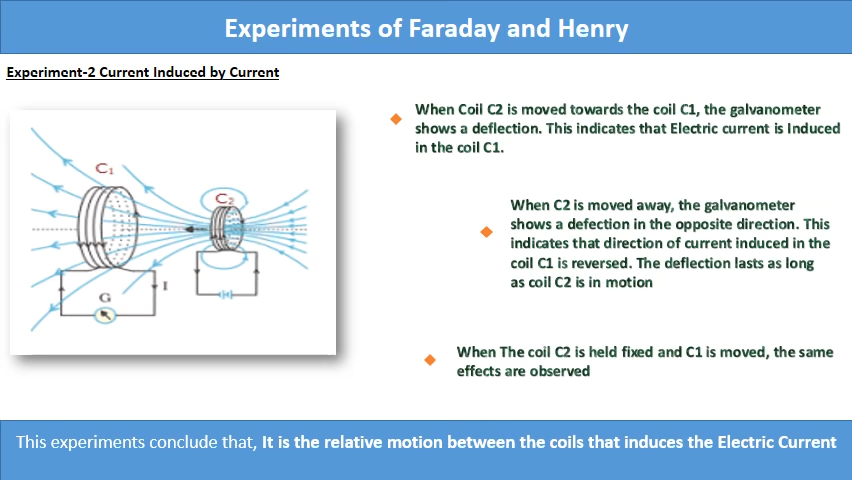 Experiments of Faraday and Henry
Experiment-2 Current Induced by Current
When Coil C2 is moved towards the coil C1, the galvanometer
shows a deflection. This indicates that Electric current is Induced
in the coil C1.
C1
C2
G
I
When C2 is moved away, the galvanometer
shows a defection in the opposite direction. This
indicates that direction of current induced in the
coil C1 is reversed. The deflection lasts as long
as coil C2 is in motion
When The coil C2 is held fixed and C1 is moved, the same
effects are observed
This experiments conclude that, It is the relative motion between the coils that induces the Electric Current